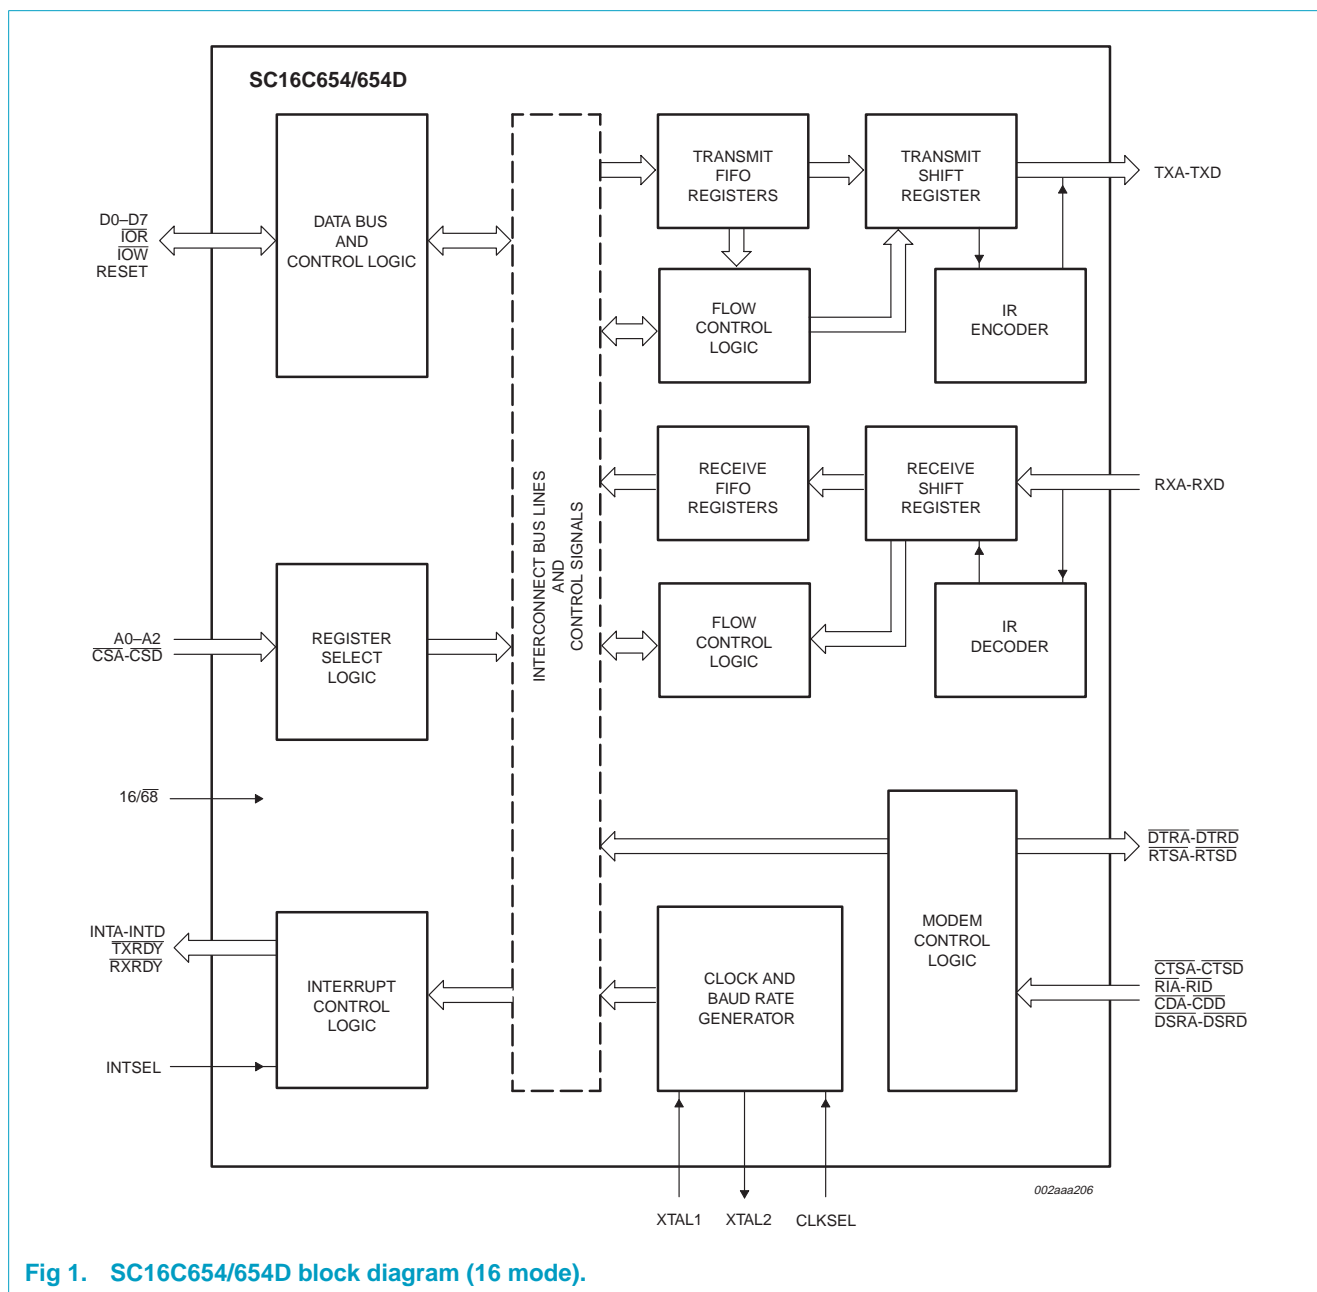 SC16C654/654D
D0–D7
IOR
IOW
RESET
DATA BUS
AND
CONTROL LOGIC
A0–A2
CSA-CSD
REGISTER
SELECT
LOGIC
16/68
INTA-INTD
TXRDY
RXRDY
INTERRUPT
CONTROL
LOGIC
INTSEL
INTERCONNECT BUS LINES
AND
CONTROL SIGNALS
TRANSMIT
FIFO
REGISTERS
TRANSMIT
SHIFT
REGISTER
TXA-TXD
FLOW
CONTROL
LOGIC
IR
ENCODER
RECEIVE
FIFO
REGISTERS
RECEIVE
SHIFT
REGISTER
RXA-RXD
FLOW
CONTROL
LOGIC
IR
DECODER
DTRA-DTRD
RTSA-RTSD
MODEM
CONTROL
LOGIC
CTSA-CTSD
RIA-RID
CDA-CDD
DSRA-DSRD
CLOCK AND
BAUD RATE
GENERATOR
XTAL1
XTAL2
CLKSEL
002aaa206
Fig 1. SC16C654/654D block diagram (16 mode).